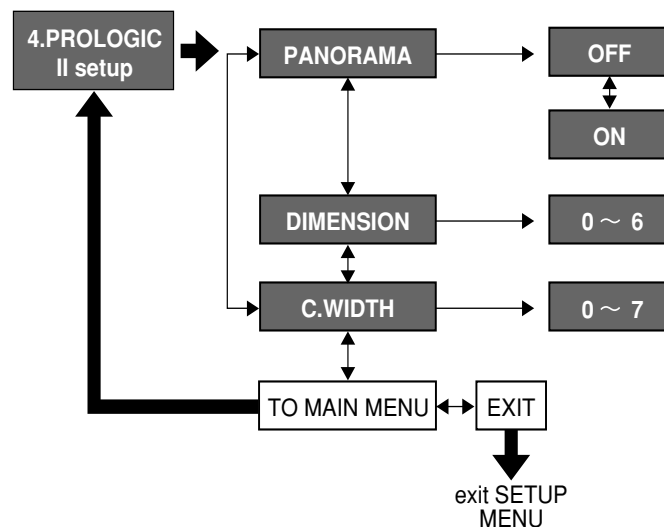 4.PROLOGIC
II setup
PANORAMA
OFF
ON
DIMENSION
0 ～ 6
C.WIDTH
0 ～ 7
TO MAIN MENU
EXIT
exit SETUP
MENU